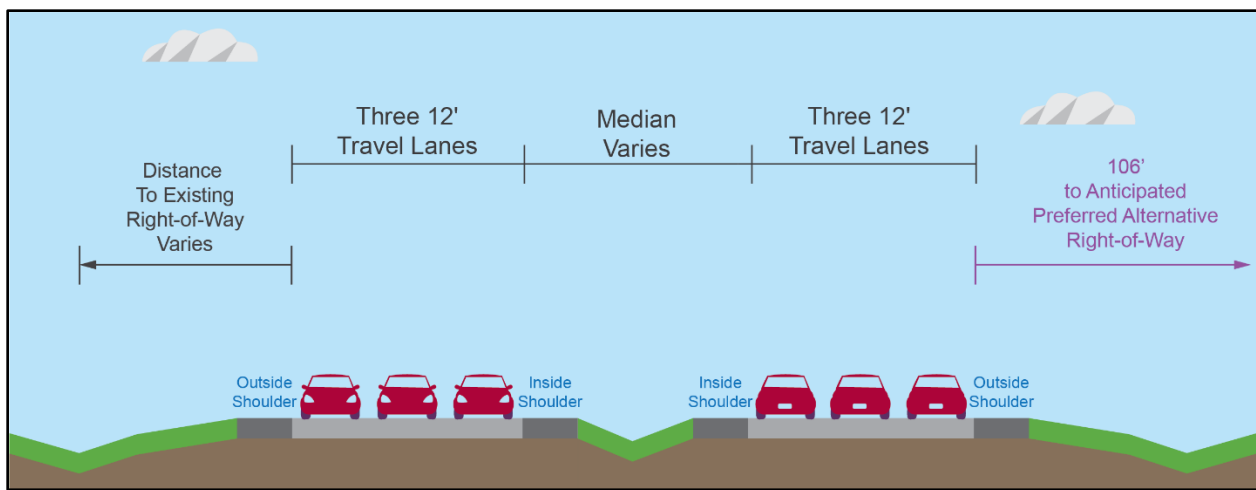 Three 12'
Travel Lanes
Median
Varies
Three 12'
Travel Lanes
Distance
To Existing
Right-of-Way
Varies
106’
to Anticipated
Preferred Alternative
Right-of-Way
Outside
Shoulder
Inside
Shoulder
Inside
Shoulder
Outside
Shoulder